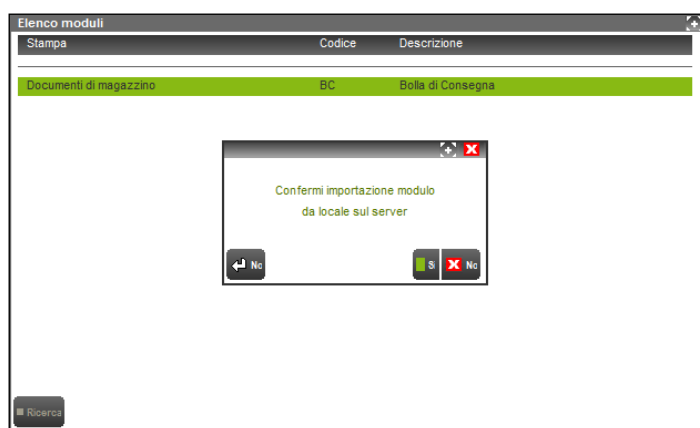 Elenco moduli
Stampa Codice Descrizione
Documenti di magazzino BC Bolla di Consegna
Confermi importazione modulo
da locale sul server
No Si No
Ricerca